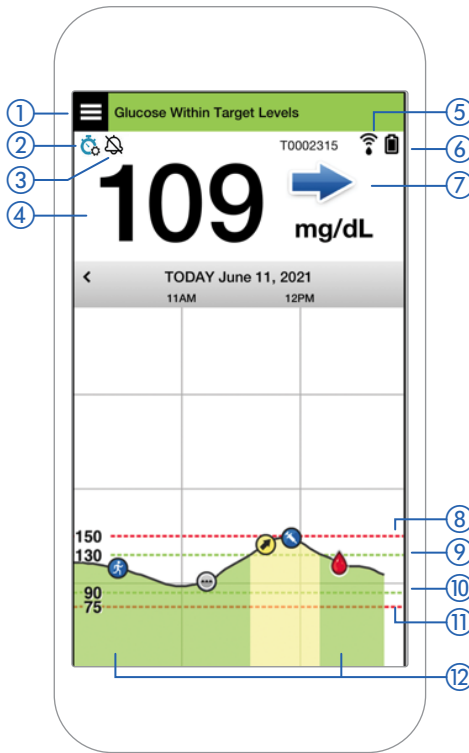 ① Glucose Within Target Levels ⑤
② T0002315 ⑥
③
④ 109 mg/dL ⑦
< TODAY June 11, 2021
11AM 12PM
150 ⑧
130 ⑨
90 ⑩
75 ⑪
⑫